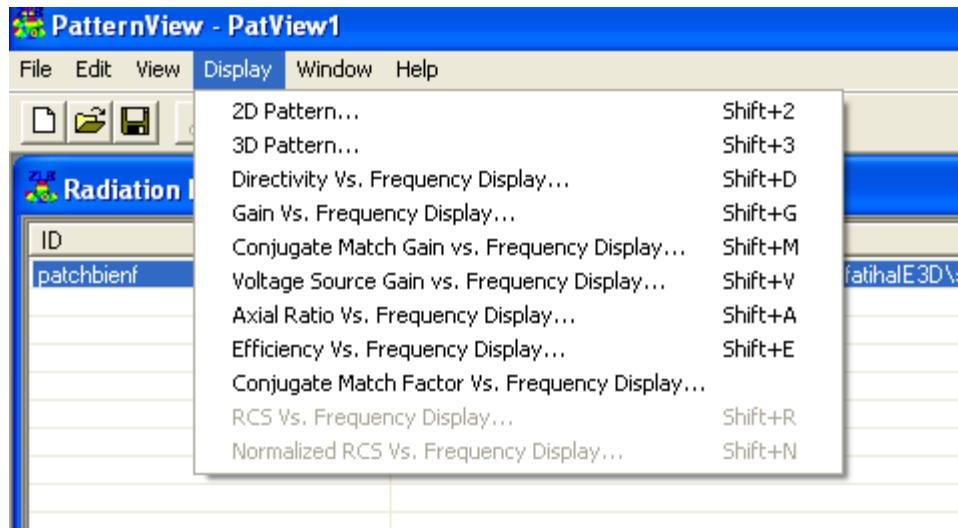 PatternView - PatView1
File Edit View Display Window Help
2D Pattern... Shift+2
3D Pattern... Shift+3
Directivity Vs. Frequency Display... Shift+D
Radiation
Gain Vs. Frequency Display... Shift+G
ID
Conjugate Match Gain vs. Frequency Display... Shift+M
patchbienf
Voltage Source Gain vs. Frequency Display... Shift+V
fatihaIE3D\
Axial Ratio Vs. Frequency Display... Shift+A
Efficiency Vs. Frequency Display... Shift+E
Conjugate Match Factor Vs. Frequency Display...
RCS Vs. Frequency Display... Shift+R
Normalized RCS Vs. Frequency Display... Shift+N